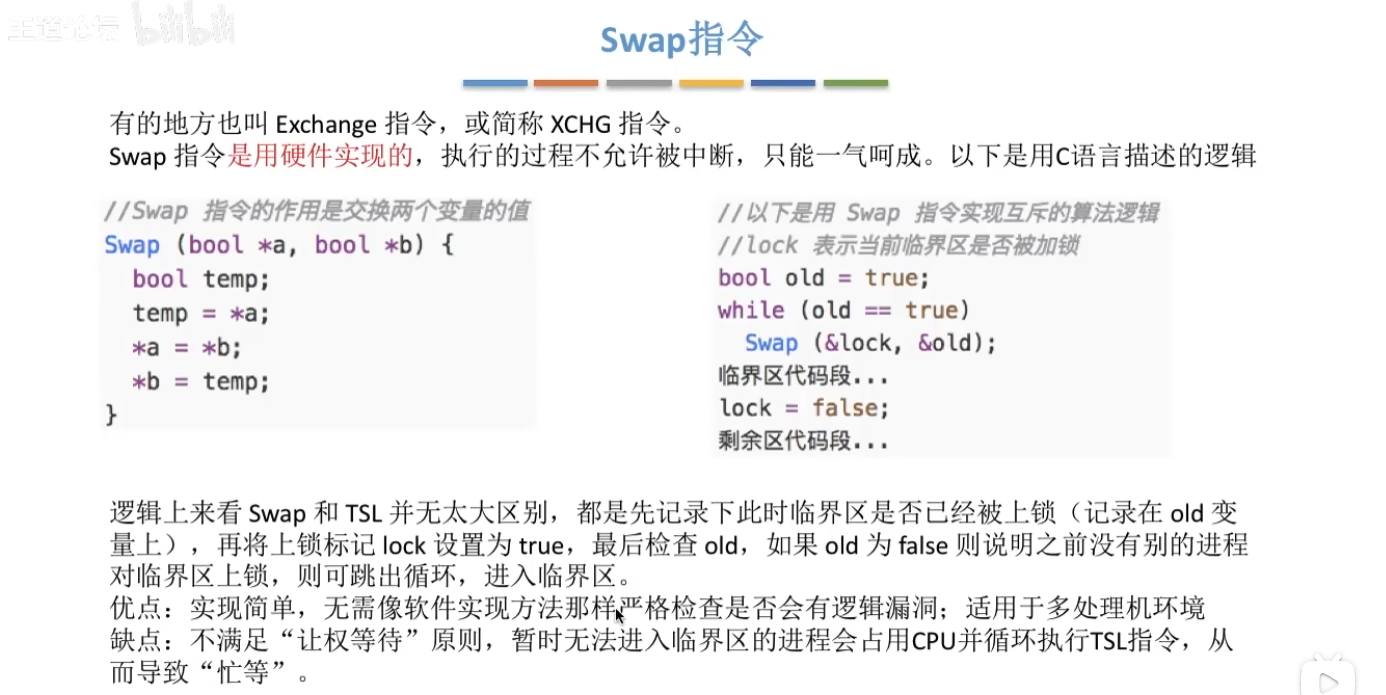 王道论坛 bilibili
Swap指令
有的地方也叫 Exchange 指令，或简称 XCHG 指令。
Swap 指令是用硬件实现的，执行的过程不允许被中断，只能一气呵成。以下是用C语言描述的逻辑
//Swap 指令的作用是交换两个变量的值
Swap (bool *a, bool *b) {
  bool temp;
  temp = *a;
  *a = *b;
  *b = temp;
}
//以下是用 Swap 指令实现互斥的算法逻辑
//lock 表示当前临界区是否被加锁
bool old = true;
while (old == true)
  Swap (&lock, &old);
临界区代码段...
lock = false;
剩余区代码段...
逻辑上来看 Swap 和 TSL 并无太大区别，都是先记录下此时临界区是否已经被上锁（记录在 old 变
量上），再将上锁标记 lock 设置为 true，最后检查 old，如果 old 为 false 则说明之前没有别的进程
对临界区上锁，则可跳出循环，进入临界区。
优点：实现简单，无需像软件实现方法那样严格检查是否会有逻辑漏洞；适用于多处理机环境
缺点：不满足“让权等待”原则，暂时无法进入临界区的进程会占用CPU并循环执行TSL指令，从
而导致“忙等”。